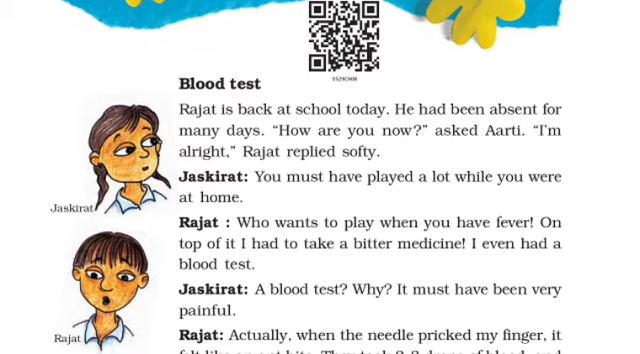 0529CH08
Blood test
Rajat is back at school today. He had been absent for
many days. “How are you now?” asked Aarti. “I’m
alright,” Rajat replied softy.
Jaskirat: You must have played a lot while you were
at home.
Jaskirat
Rajat : Who wants to play when you have fever! On
top of it I had to take a bitter medicine! I even had a
blood test.
Jaskirat: A blood test? Why? It must have been very
painful.
Rajat
Rajat: Actually, when the needle pricked my finger, it